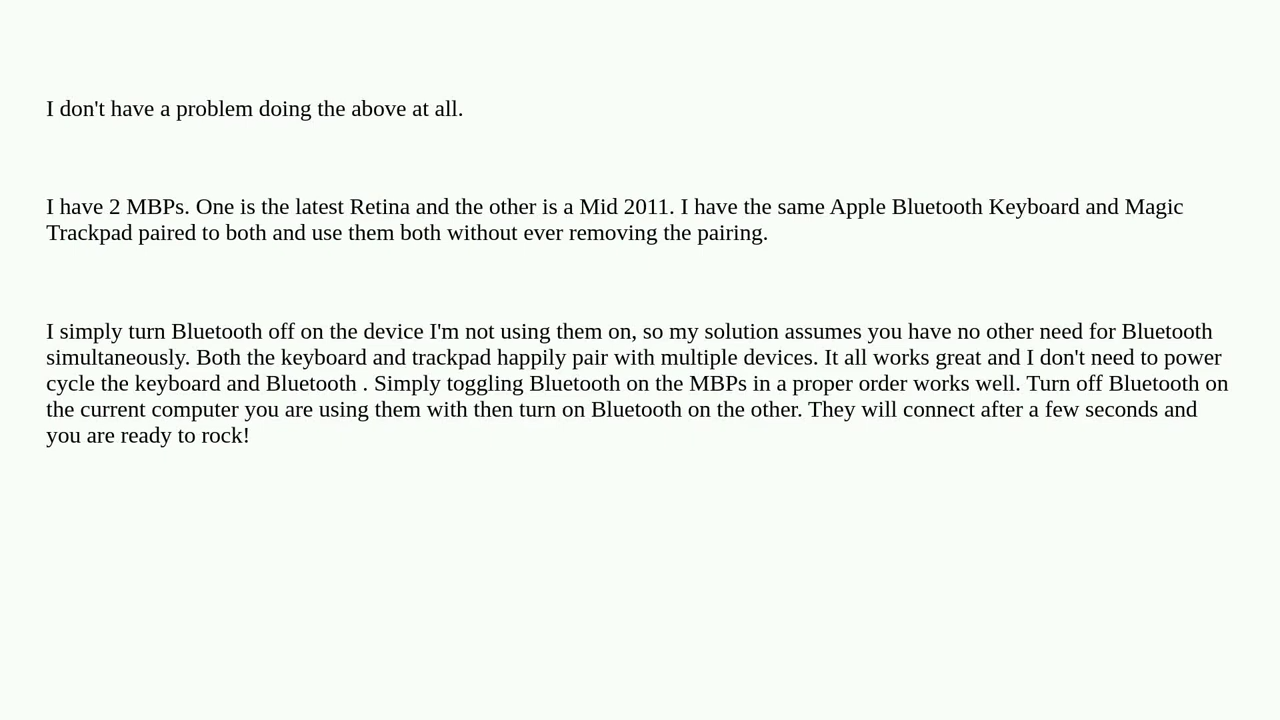 I don't have a problem doing the above at all.
I have 2 MBPs. One is the latest Retina and the other is a Mid 2011. I have the same Apple Bluetooth Keyboard and Magic
Trackpad paired to both and use them both without ever removing the pairing.
I simply turn Bluetooth off on the device I'm not using them on, so my solution assumes you have no other need for Bluetooth
simultaneously. Both the keyboard and trackpad happily pair with multiple devices. It all works great and I don't need to power
cycle the keyboard and Bluetooth . Simply toggling Bluetooth on the MBPs in a proper order works well. Turn off Bluetooth on
the current computer you are using them with then turn on Bluetooth on the other. They will connect after a few seconds and
you are ready to rock!